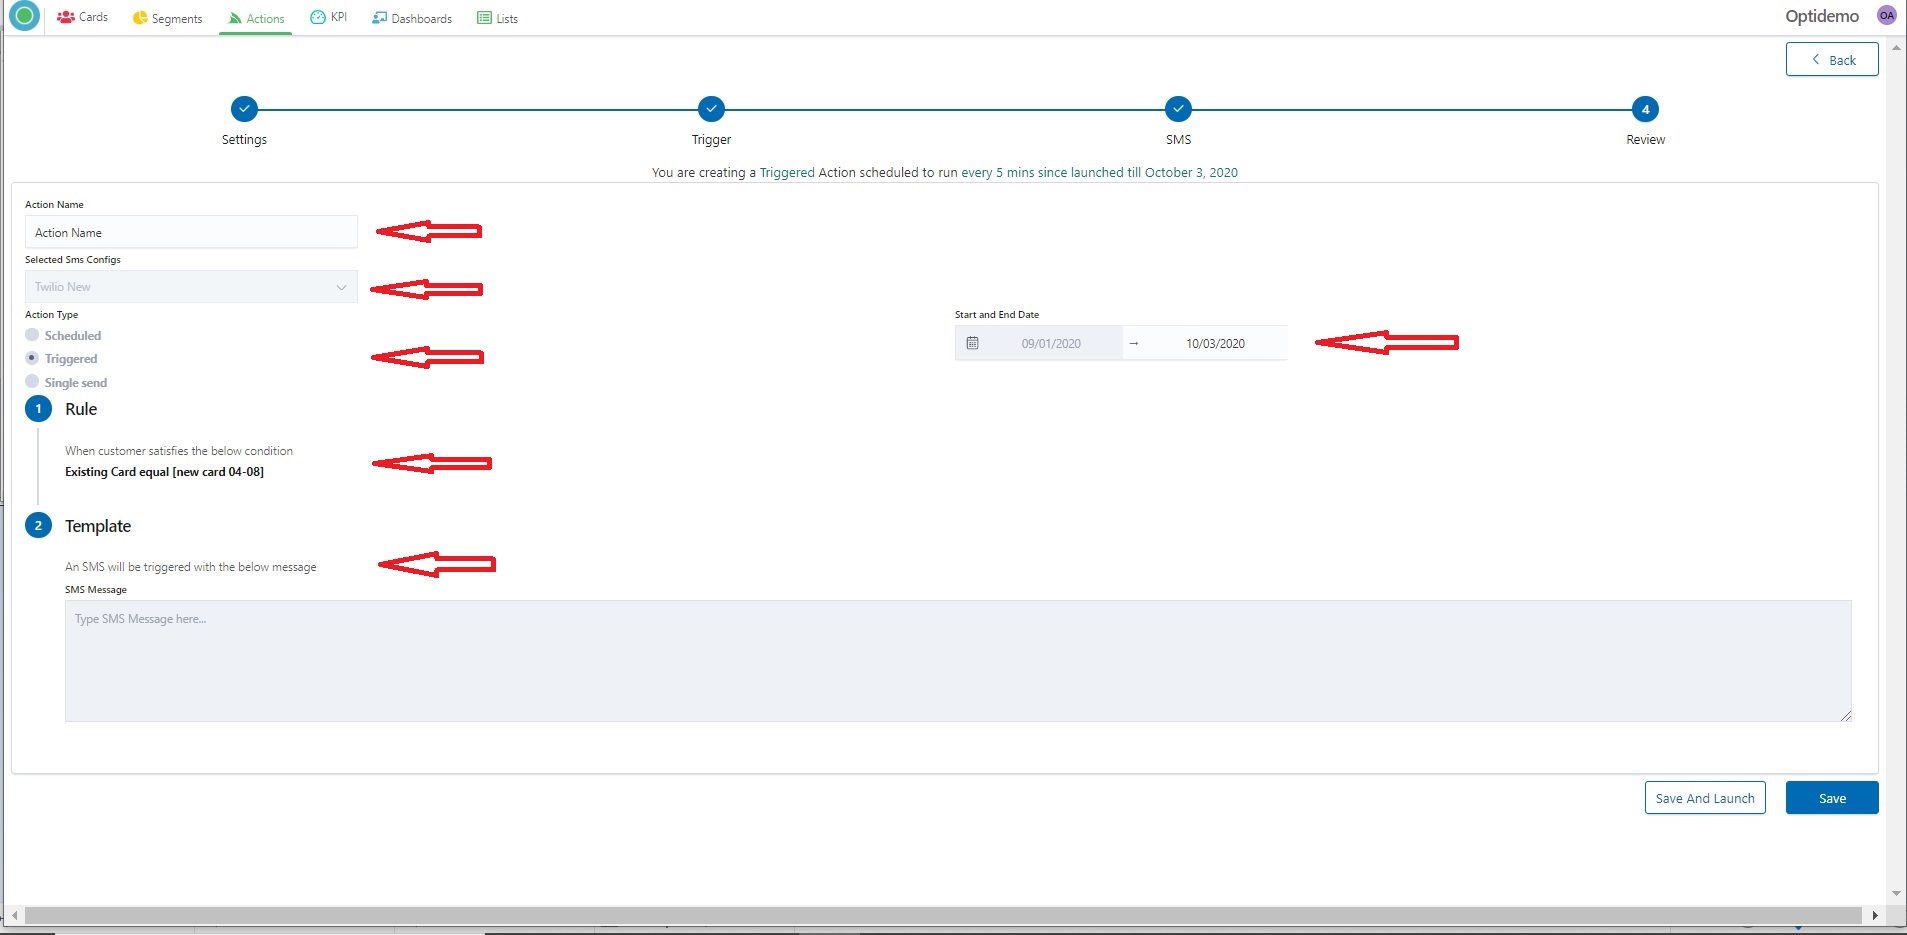 Cards Segments Actions KPI Dashboards Lists Optidemo OA
Back
4
Settings Trigger SMS Review
You are creating a Triggered Action scheduled to run every 5 mins since launched till October 3, 2020
Action Name
Action Name
Selected Sms Configs
Twilio New
Action Type
Scheduled
Triggered
Single send
Start and End Date
09/01/2020 → 10/03/2020
1 Rule
When customer satisfies the below condition
Existing Card equal [new card 04-08]
2 Template
An SMS will be triggered with the below message
SMS Message
Type SMS Message here...
Save And Launch Save